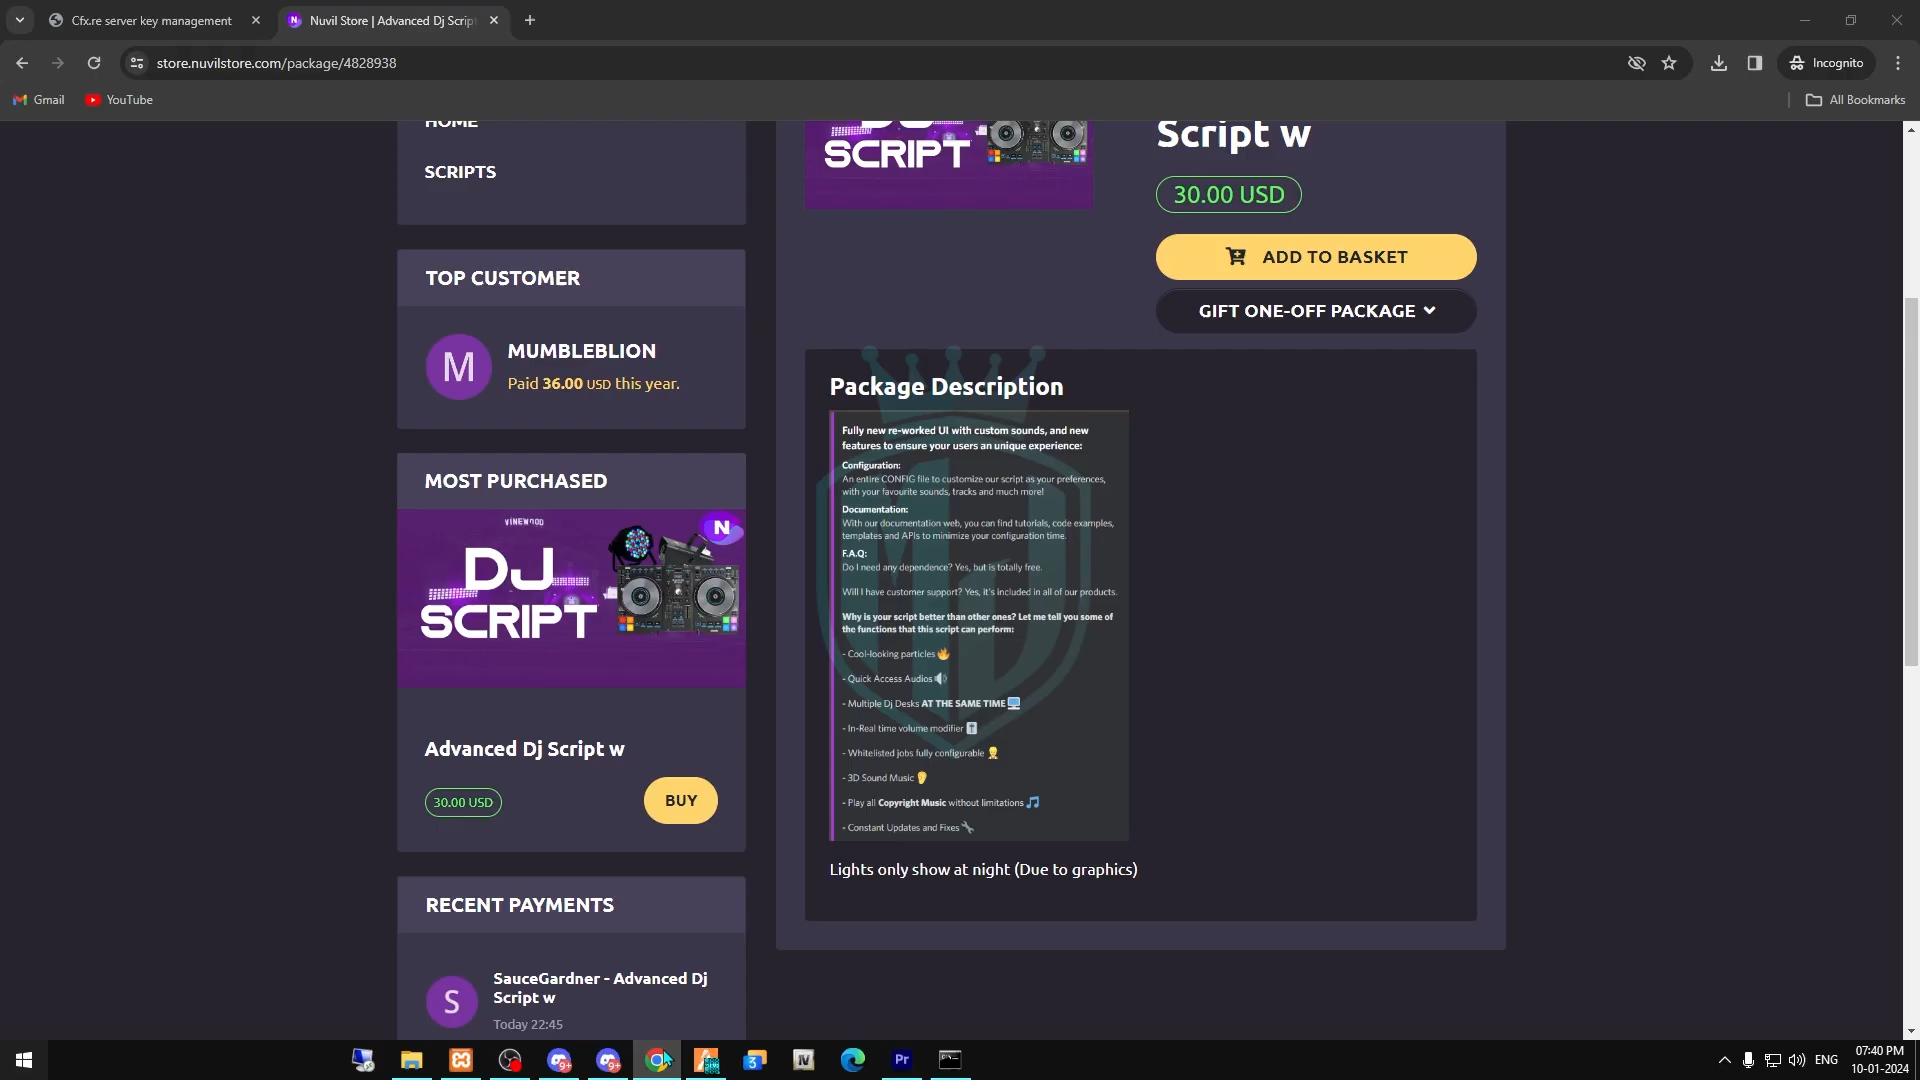 Cfx.re server key management
Nuvil Store | Advanced Dj Scrip
store.nuvilstore.com/package/4828938
Incognito
Gmail
YouTube
All Bookmarks
HOME
SCRIPTS
TOP CUSTOMER
M
MUMBLEBLION
Paid 36.00 USD this year.
MOST PURCHASED
VINEWOOD
N
DJ
SCRIPT
Advanced Dj Script w
30.00 USD
BUY
RECENT PAYMENTS
S
SauceGardner - Advanced Dj
Script w
Today 22:45
SCRIPT
Script w
30.00 USD
ADD TO BASKET
GIFT ONE-OFF PACKAGE
Package Description
Fully new re-worked UI with custom sounds, and new
features to ensure your users an unique experience:
Configuration:
An entire CONFIG file to customize our script as your preferences,
with your favourite sounds, tracks and much more!
Documentation:
With our documentation web, you can find tutorials, code examples,
templates and APIs to minimize your configuration time.
F.A.Q:
Do I need any dependence? Yes, but is totally free.
Will I have customer support? Yes, it's included in all of our products.
Why is your script better than other ones? Let me tell you some of
the functions that this script can perform:
- Cool-looking particles 🔥
- Quick Access Audios 🔊
- Multiple Dj Desks AT THE SAME TIME 🖥️
- In-Real time volume modifier 🎚️
- Whitelisted jobs fully configurable 👷
- 3D Sound Music 👂
- Play all Copyright Music without limitations 🎵
- Constant Updates and Fixes 🔧
Lights only show at night (Due to graphics)
9+
9+
3
IV
Pr
ENG
07:40 PM
10-01-2024